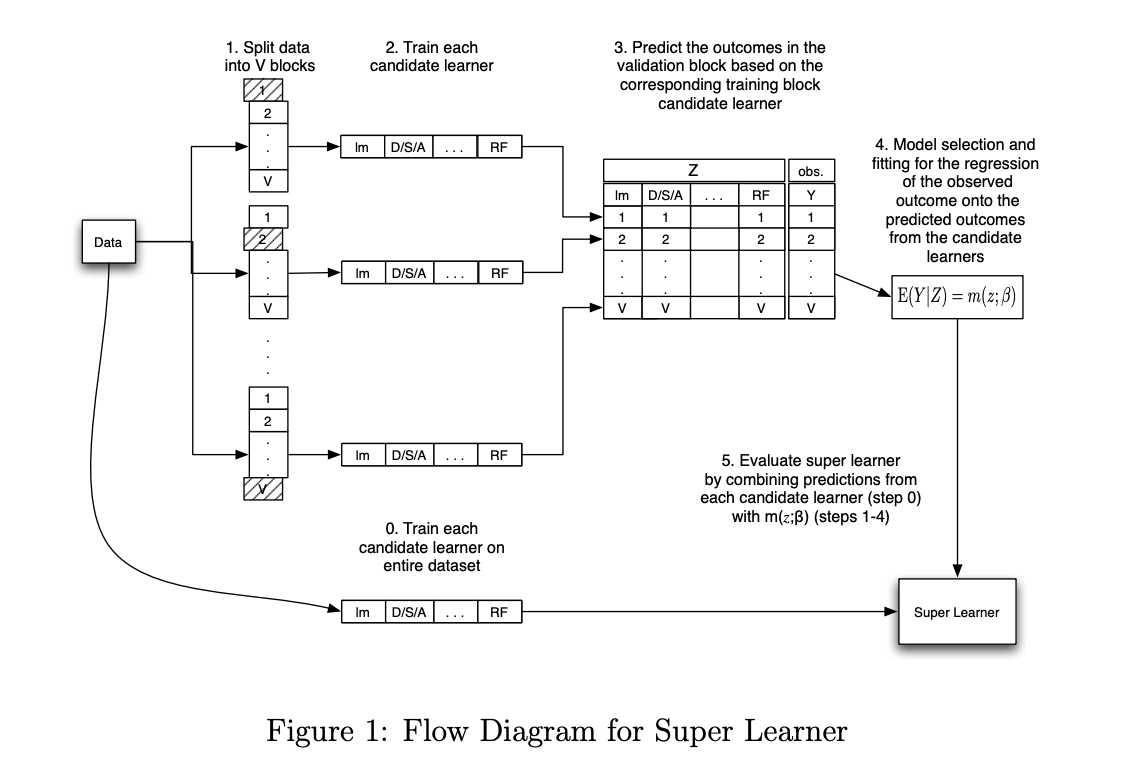 1. Split data
into V blocks
2. Train each
candidate learner
3. Predict the outcomes in the
validation block based on the
corresponding training block
candidate learner
4. Model selection and
fitting for the regression
of the observed
outcome onto the
predicted outcomes
from the candidate
learners
Data
1
2
.
.
.
V
lm D/S/A . . . RF
1
2
.
.
.
V
lm D/S/A . . . RF
.
.
.
1
2
.
.
.
V
lm D/S/A . . . RF
Z obs.
lm D/S/A . . . RF Y
1 1 1 1
2 2 2 2
. . . .
. . . .
. . . .
V V V V
E(Y|Z) = m(z;β)
5. Evaluate super learner
by combining predictions from
each candidate learner (step 0)
with m(z;β) (steps 1-4)
0. Train each
candidate learner on
entire dataset
lm D/S/A . . . RF
Super Learner
Figure 1: Flow Diagram for Super Learner